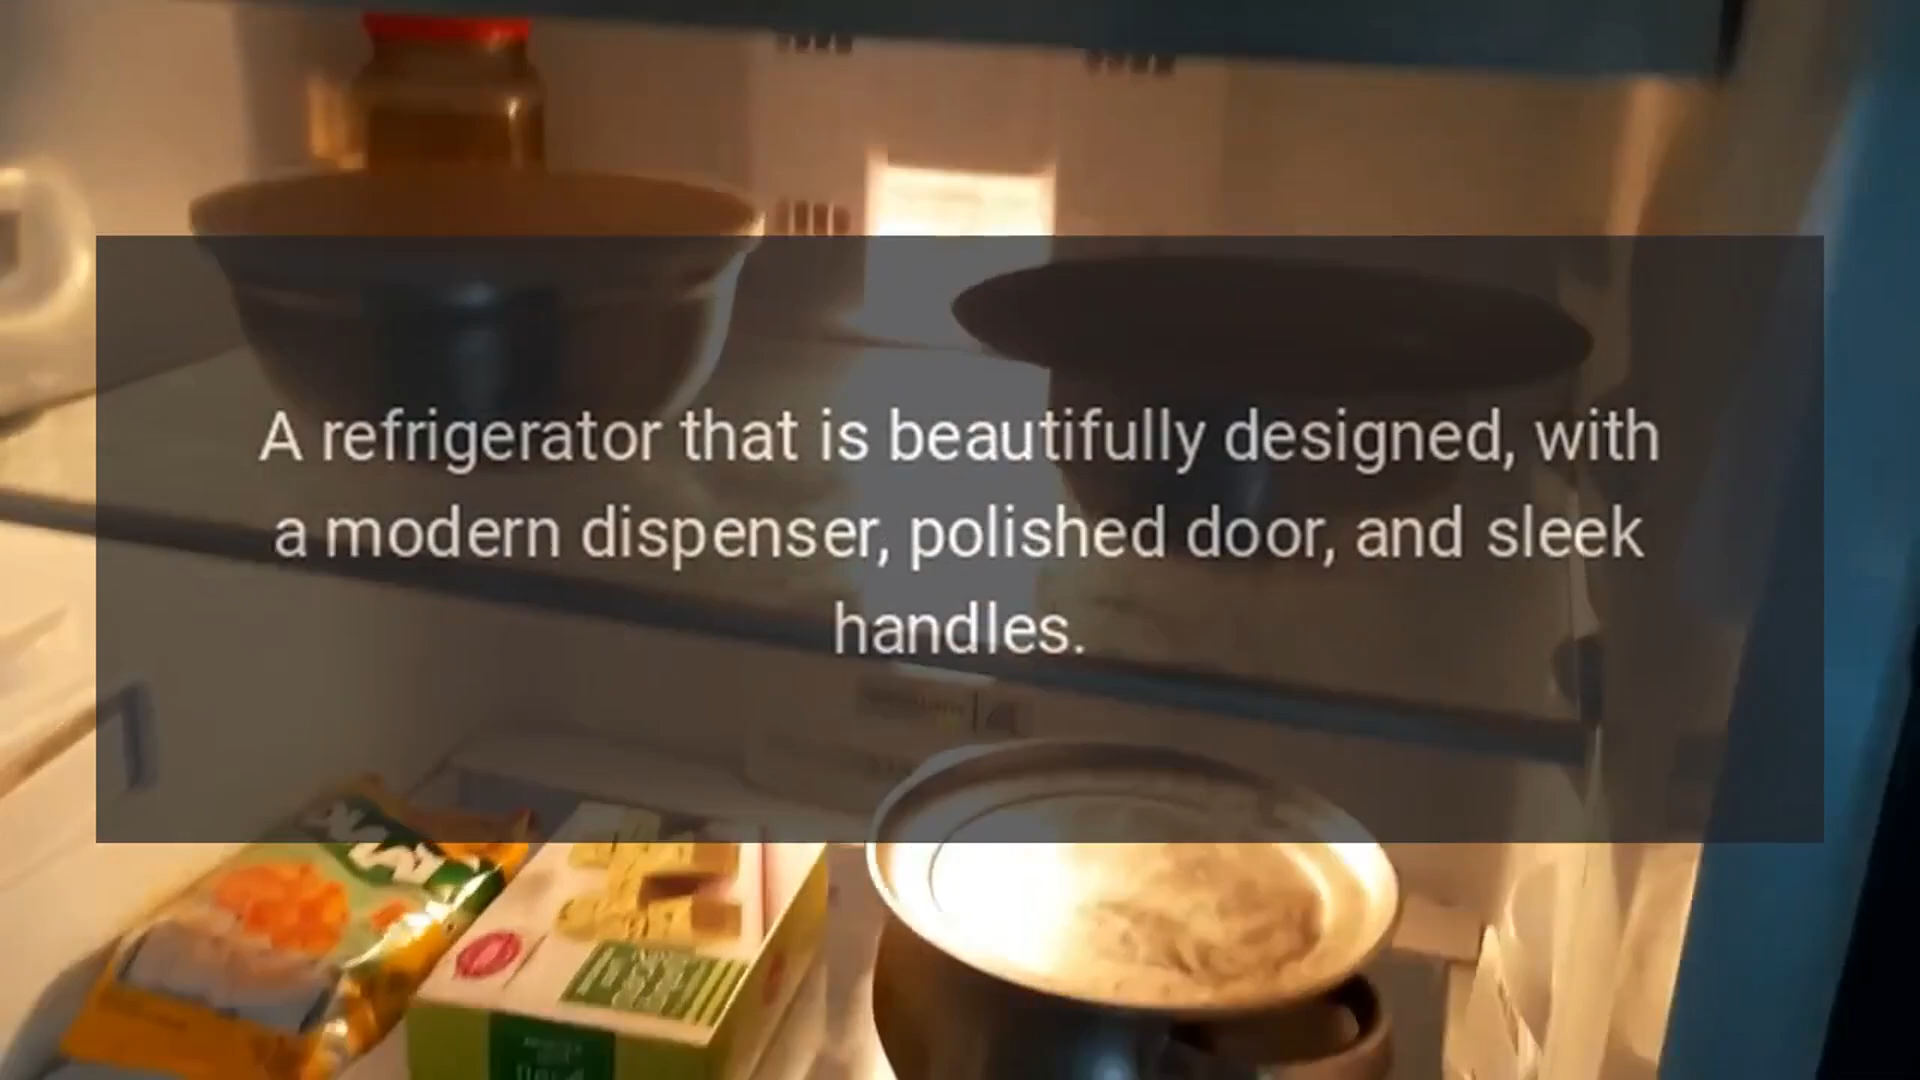 A refrigerator that is beautifully designed, with
a modern dispenser, polished door, and sleek
handles.